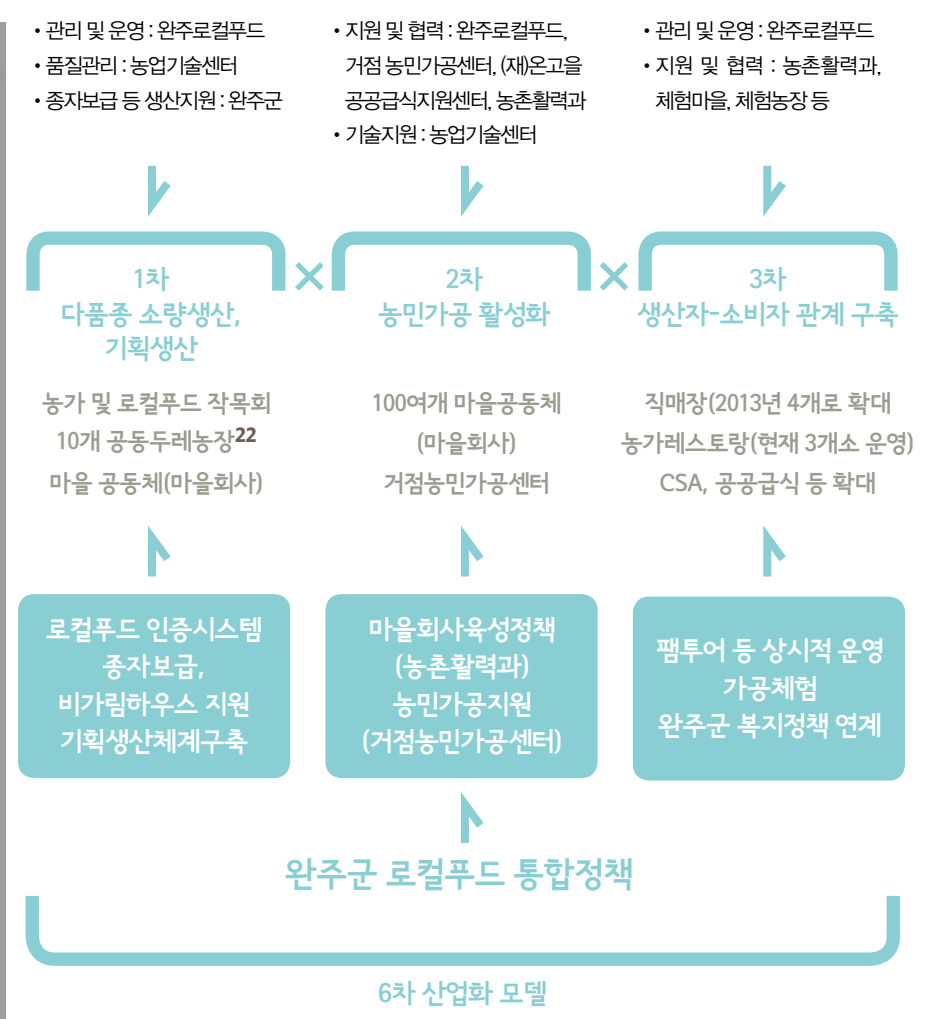 • 관리 및 운영 : 완주로컬푸드
• 품질관리 : 농업기술센터
• 종자보급 등 생산지원 : 완주군
• 지원 및 협력 : 완주로컬푸드,
거점 농민가공센터, (재)온고을
공공급식지원센터, 농촌활력과
• 기술지원 : 농업기술센터
• 관리 및 운영 : 완주로컬푸드
• 지원 및 협력 : 농촌활력과,
체험마을, 체험농장 등
1차
다품종 소량생산,
기획생산
×
2차
농민가공 활성화
×
3차
생산자-소비자 관계 구축
농가 및 로컬푸드 작목회
10개 공동두레농장22
마을 공동체(마을회사)
100여개 마을공동체
(마을회사)
거점농민가공센터
직매장(2013년 4개로 확대
농가레스토랑(현재 3개소 운영)
CSA, 공공급식 등 확대
로컬푸드 인증시스템
종자보급,
비가림하우스 지원
기획생산체계구축
마을회사육성정책
(농촌활력과)
농민가공지원
(거점농민가공센터)
팸투어 등 상시적 운영
가공체험
완주군 복지정책 연계
완주군 로컬푸드 통합정책
6차 산업화 모델